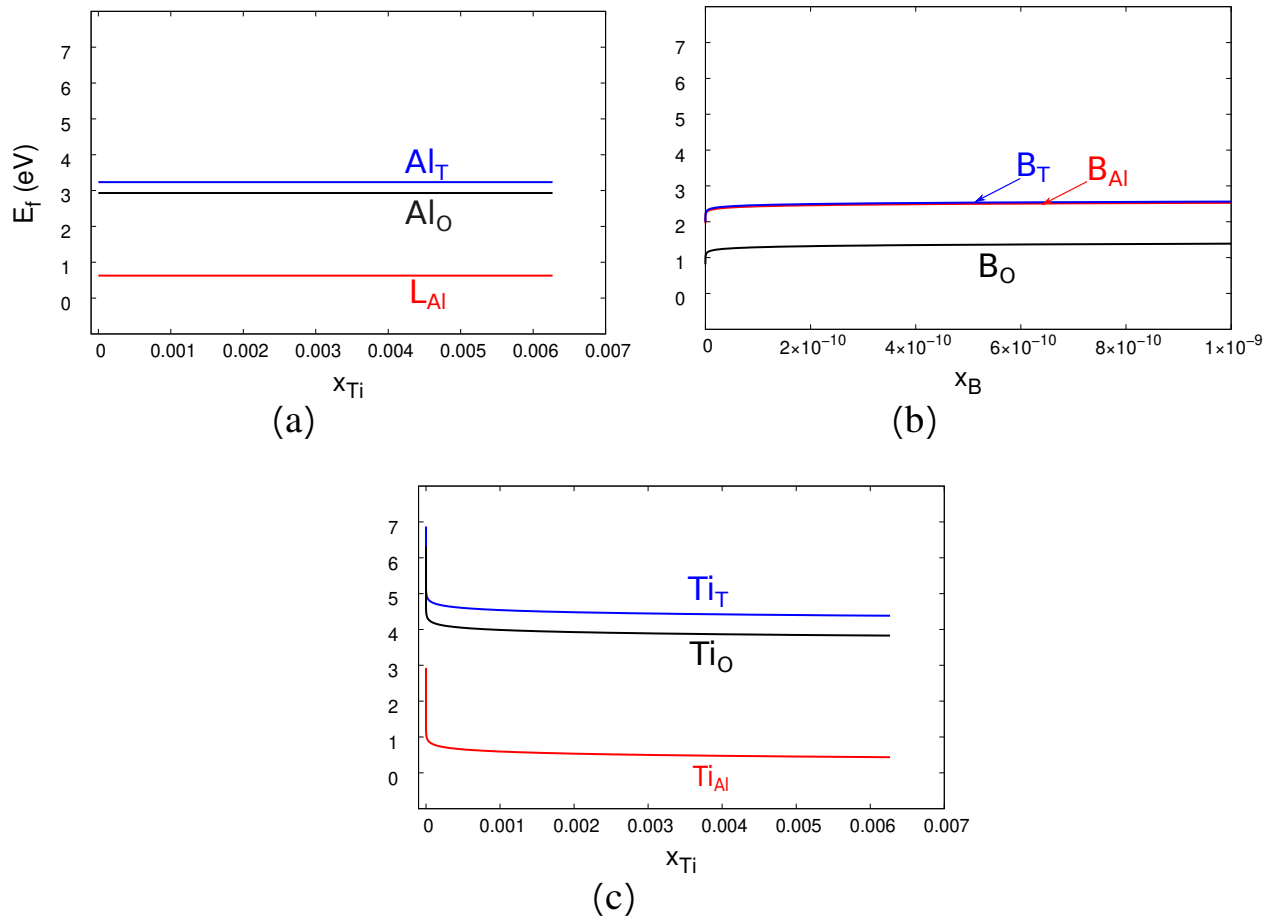 7
6
5
4
3
2
1
0
E_f (eV)
Al_T
Al_O
L_Al
0 0.001 0.002 0.003 0.004 0.005 0.006 0.007
x_Ti
(a)
7
6
5
4
3
2
1
0
B_T B_Al
B_O
0 2×10^-10 4×10^-10 6×10^-10 8×10^-10 1×10^-9
x_B
(b)
7
6
5
4
3
2
1
0
Ti_T
Ti_O
Ti_Al
0 0.001 0.002 0.003 0.004 0.005 0.006 0.007
x_Ti
(c)